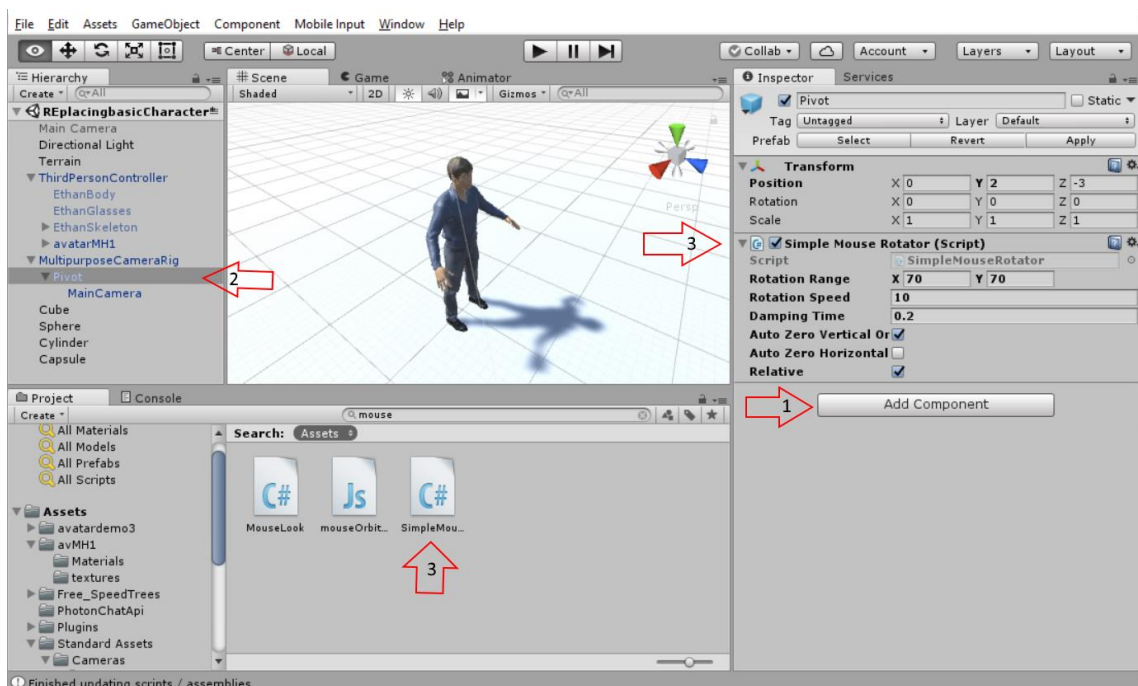 File Edit Assets GameObject Component Mobile Input Window Help
Center Local Collab Account Layers Layout
Hierarchy
Create All
REplacingbasicCharacter
Main Camera
Directional Light
Terrain
ThirdPersonController
EthanBody
EthanGlasses
EthanSkeleton
avatarMH1
MultipurposeCameraRig
Pivot
2
MainCamera
Cube
Sphere
Cylinder
Capsule
Scene Game Animator
Shaded 2D Gizmos All
Persp
3
Inspector Services
Pivot Static
Tag Untagged Layer Default
Prefab Select Revert Apply
Transform
Position X 0 Y 2 Z -3
Rotation X 0 Y 0 Z 0
Scale X 1 Y 1 Z 1
Simple Mouse Rotator (Script)
Script SimpleMouseRotator
Rotation Range X 70 Y 70
Rotation Speed 10
Damping Time 0.2
Auto Zero Vertical Or
Auto Zero Horizontal
Relative
1 Add Component
Project Console
Create mouse
All Materials
All Models
All Prefabs
All Scripts
Assets
avatardemo3
avMH1
Materials
textures
Free_SpeedTrees
PhotonChatApi
Plugins
Standard Assets
Cameras
Search: Assets
C# Js C#
MouseLook mouseOrbit... SimpleMou...
3
Finished updating scripts / assemblies